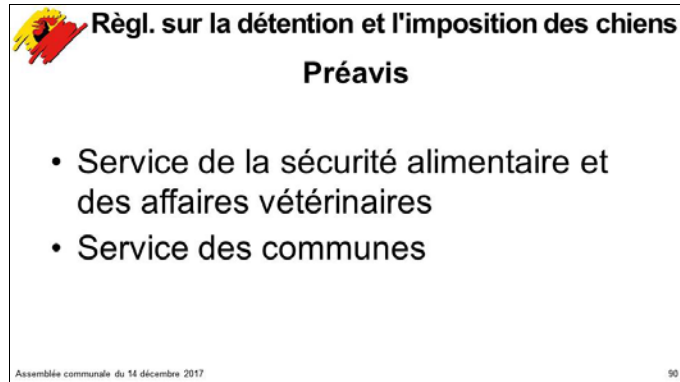 Règl. sur la détention et l'imposition des chiens
Préavis
• Service de la sécurité alimentaire et
des affaires vétérinaires
• Service des communes
Assemblée communale du 14 décembre 2017
90